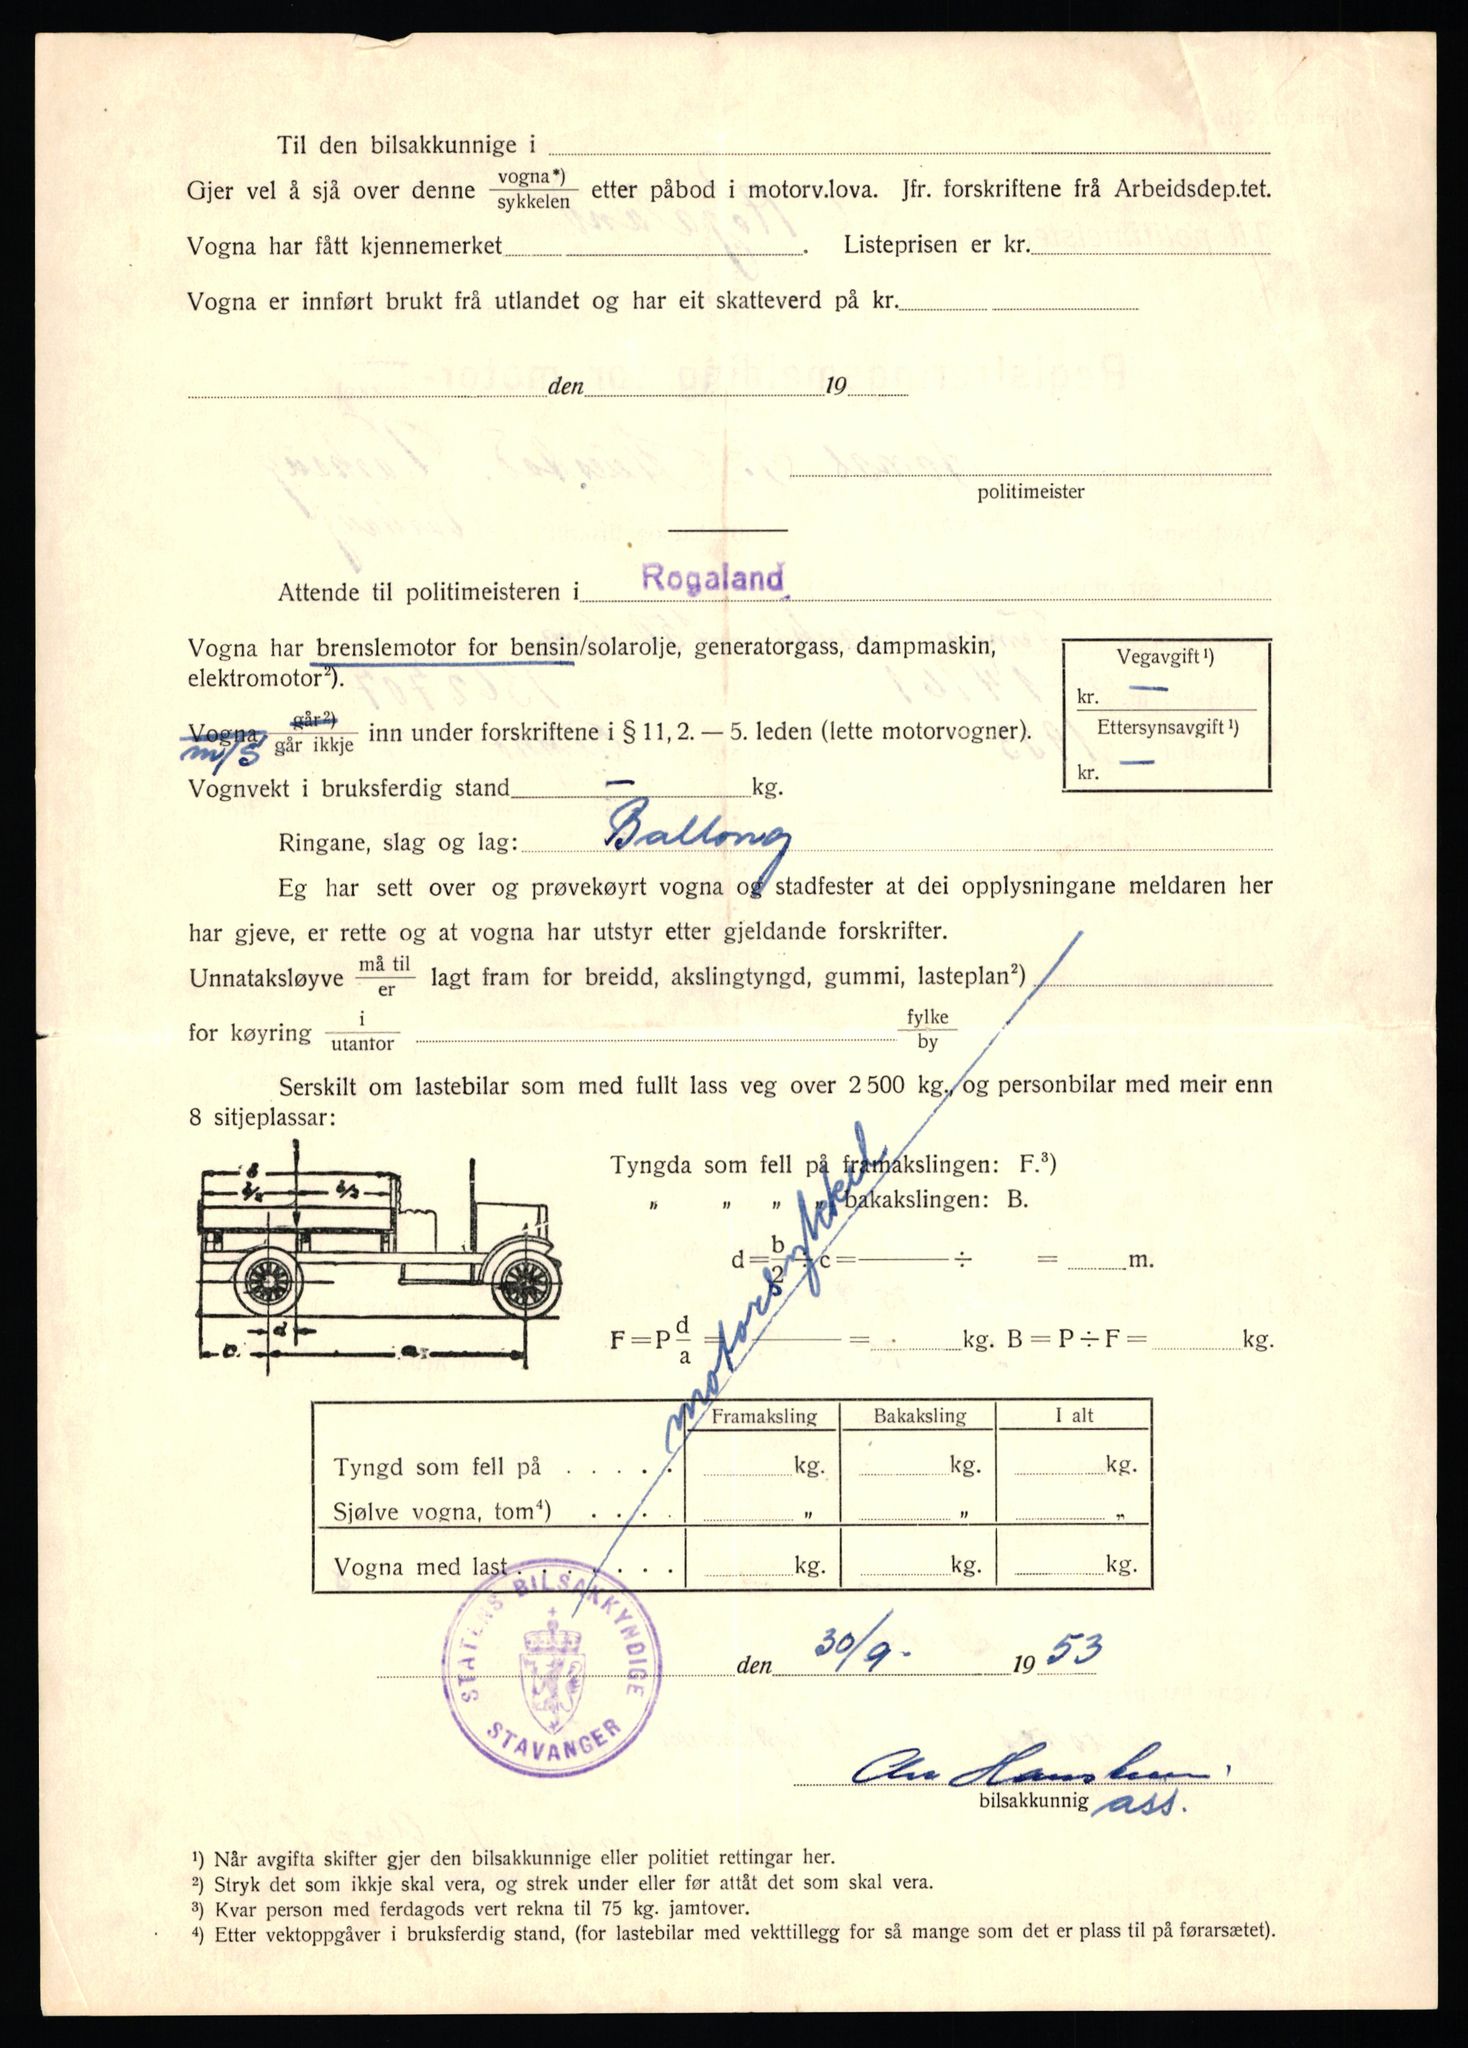 Til den bilsakkunnige i
Gjer vel å sjå over denne vogna*) / sykkelen etter påbod i motorv.lova. Jfr. forskriftene frå Arbeidsdep.tet.
Vogna har fått kjennemerket . Listeprisen er kr.
Vogna er innført brukt frå utlandet og har eit skatteverd på kr.
den 19
politimeister
Rogaland
Attende til politimeisteren i
Vogna har brenslemotor for bensin/solarolje, generatorgass, dampmaskin,
elektromotor²).
Vegavgift ¹)
kr. —
Ettersynsavgift ¹)
kr. —
Vogna går²) / går ikkje inn under forskriftene i § 11, 2. — 5. leden (lette motorvogner).
m/s
Vognvekt i bruksferdig stand — kg.
Ringane, slag og lag: Ballong
Eg har sett over og prøvekøyrt vogna og stadfester at dei opplysningane meldaren her
har gjeve, er rette og at vogna har utstyr etter gjeldande forskrifter.
Unnataksløyve må til / er lagt fram for breidd, akslingtyngd, gummi, lasteplan²)
for køyring i / utantor fylke / by
Serskilt om lastebilar som med fullt lass veg over 2 500 kg., og personbilar med meir enn
8 sitjeplassar:
Tyngda som fell på framakslingen: F.³)
„ „ „ „ bakakslingen: B.
d = b/2 ÷ c = ÷ = m.
F = P d/a = = kg. B = P ÷ F = kg.
d a
motorsykkel
Framaksling Bakaksling I alt
Tyngd som fell på . . . . . kg. kg. kg.
Sjølve vogna, tom⁴) . . . . „ „ „
Vogna med last . . . . . . . . kg. kg. kg.
STATENS BILSAKKYNDIGE
STAVANGER
den 30/9- 19 53
bilsakkunnig ass.
¹) Når avgifta skifter gjer den bilsakkunnige eller politiet rettingar her.
²) Stryk det som ikkje skal vera, og strek under eller før attåt det som skal vera.
³) Kvar person med ferdagods vert rekna til 75 kg. jamtover.
⁴) Etter vektoppgåver i bruksferdig stand, (for lastebilar med vekttillegg for så mange som det er plass til på førarsætet).